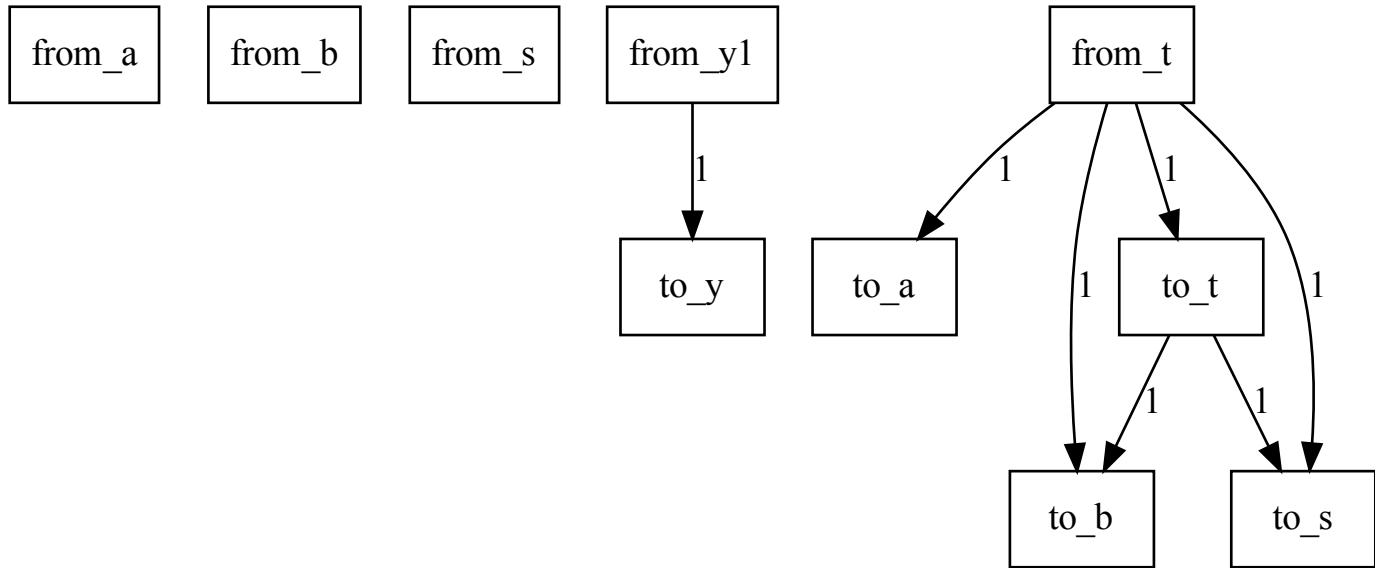 from_a
from_b
from_s
from_y1
from_t
1
1
1
to_y
to_a
1
to_t
1
1
1
to_b
to_s